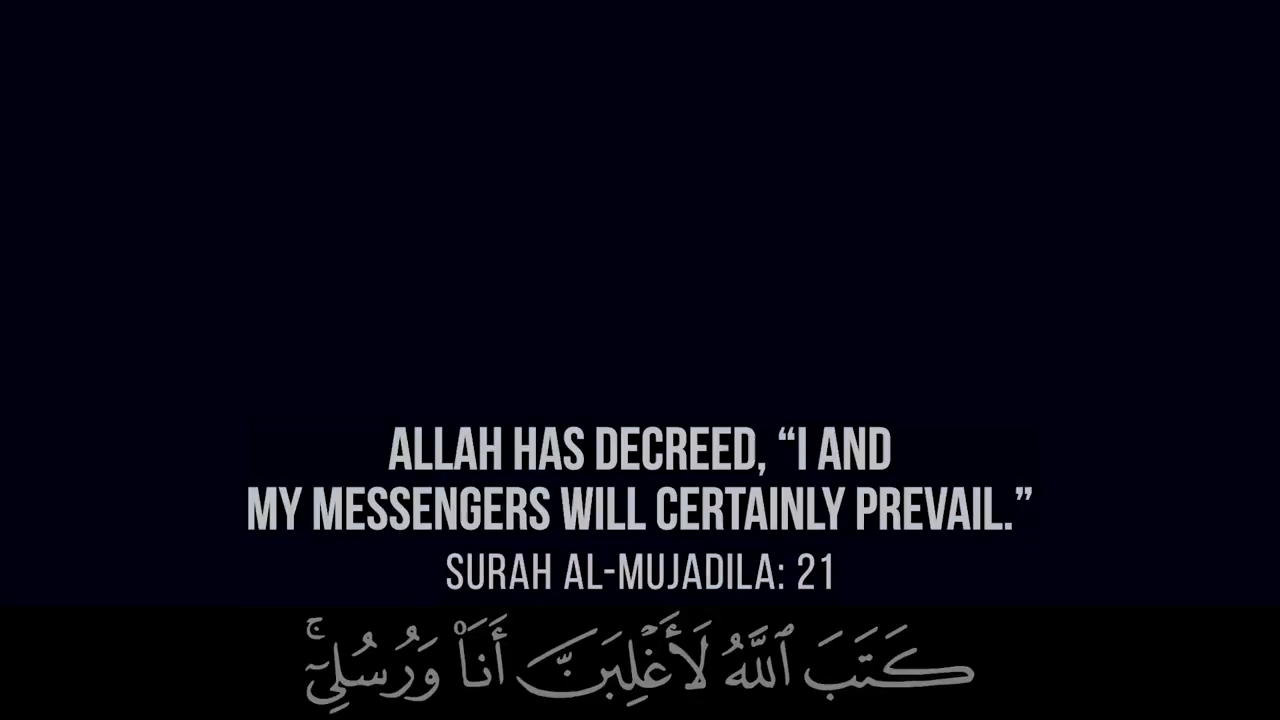 ALLAH HAS DECREED, “I AND
MY MESSENGERS WILL CERTAINLY PREVAIL.”
SURAH AL-MUJADILA: 21
كَتَبَ ٱللَّهُ لَأَغْلِبَنَّ أَنَا۠ وَرُسُلِىٓ ۚ